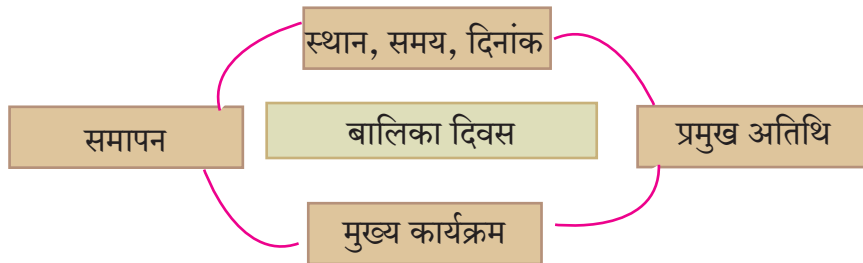 स्थान, समय, दिनांक
समापन
बालिका दिवस
प्रमुख अतिथि
मुख्य कार्यक्रम